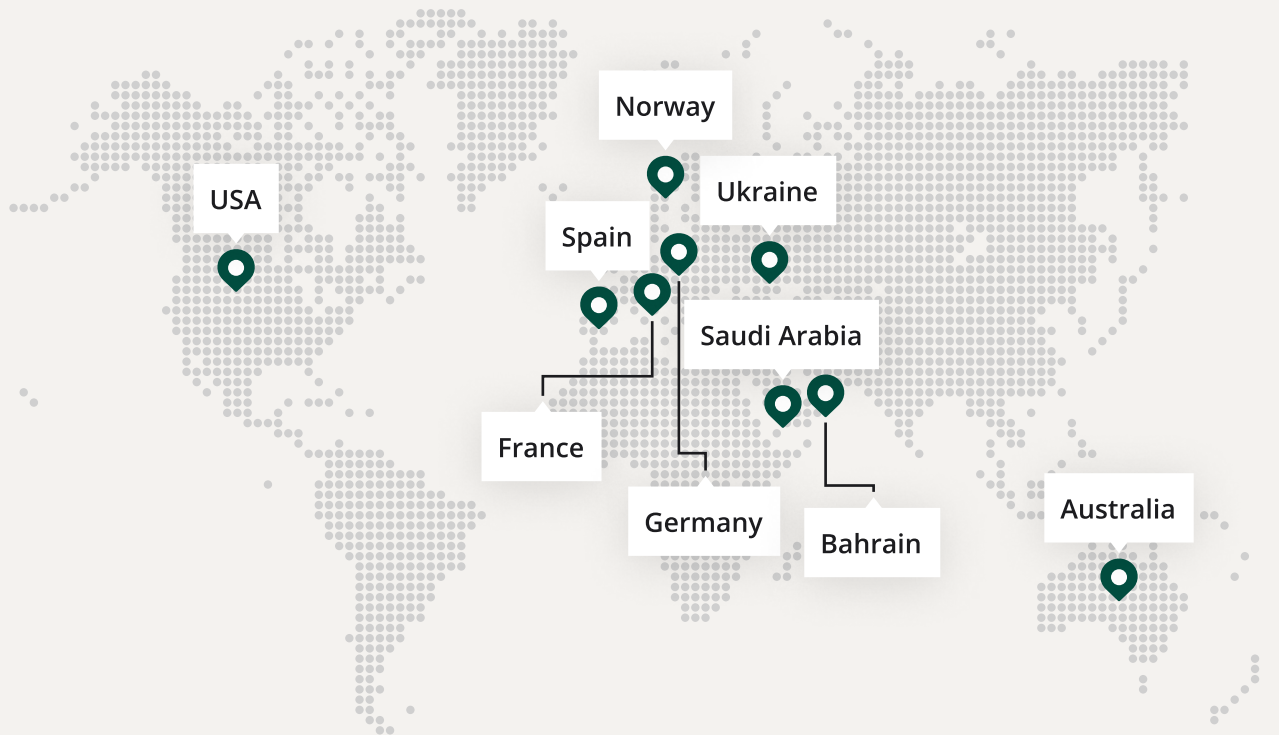 Norway
Ukraine
USA
Spain
Saudi Arabia
France
Germany
Bahrain
Australia